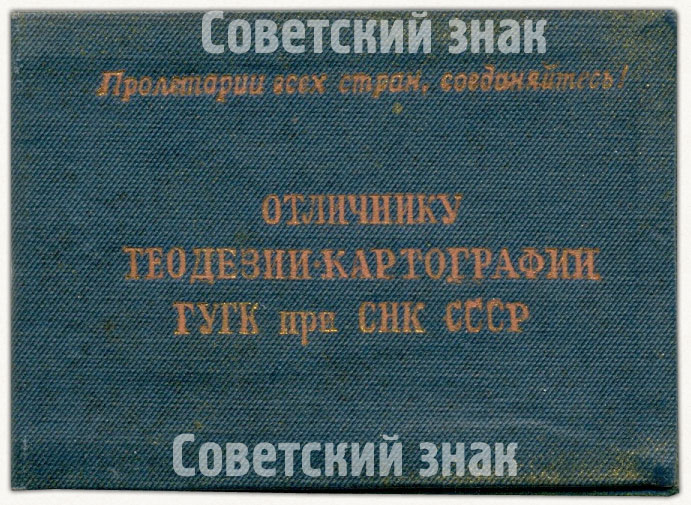 Советский знак
Пролетарии всех стран, соединяйтесь!
ОТЛИЧНИКУ
ГЕОДЕЗИИ-КАРТОГРАФИИ
ГУГК при СНК СССР
Советский знак